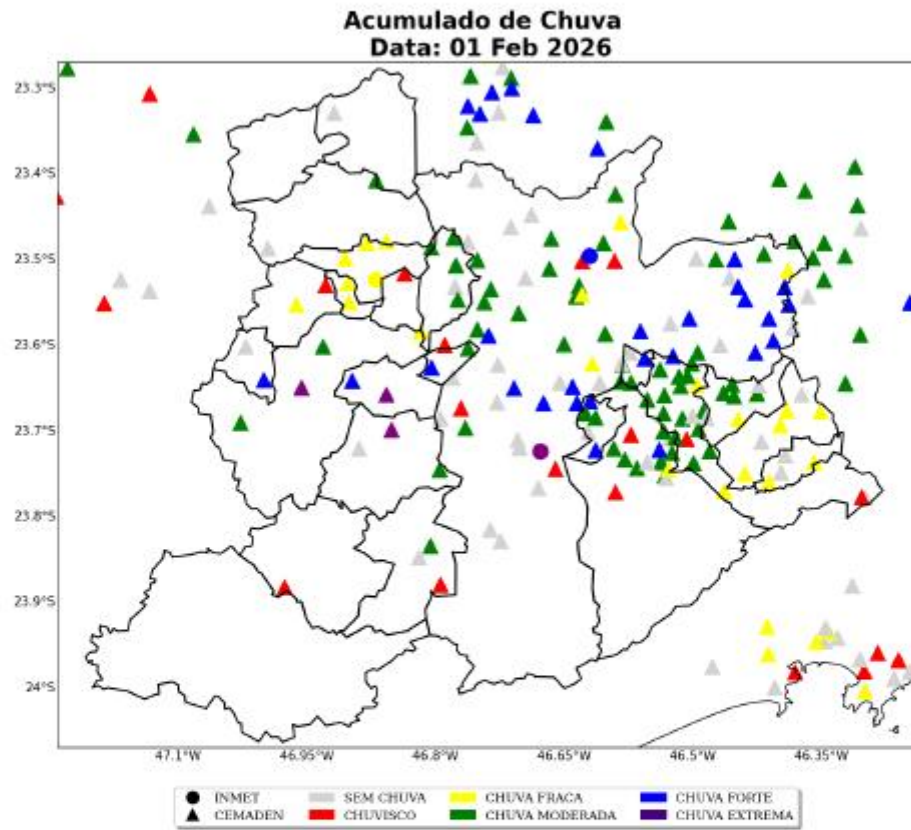 Acumulado de Chuva
Data: 01 Feb 2026
23.3°S
23.4°S
23.5°S
23.6°S
23.7°S
23.8°S
23.9°S
24°S
47.1°W 46.95°W 46.8°W 46.65°W 46.5°W 46.35°W
INMET SEM CHUVA CHUVA FRACA CHUVA FORTE
CEMADEN CHUVISCO CHUVA MODERADA CHUVA EXTREMA